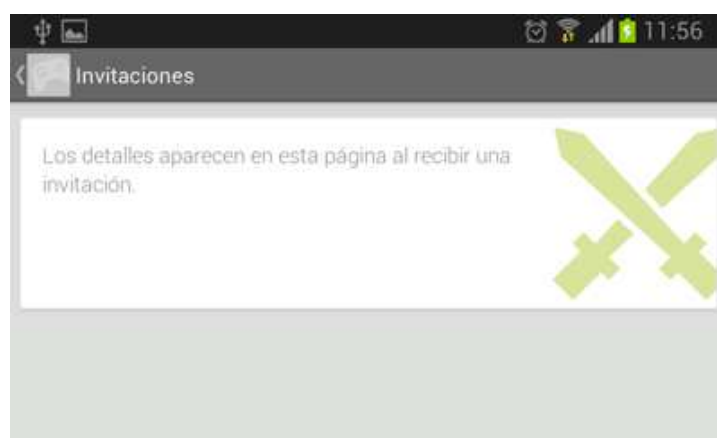 11:56
Invitaciones
Los detalles aparecen en esta página al recibir una
invitación.